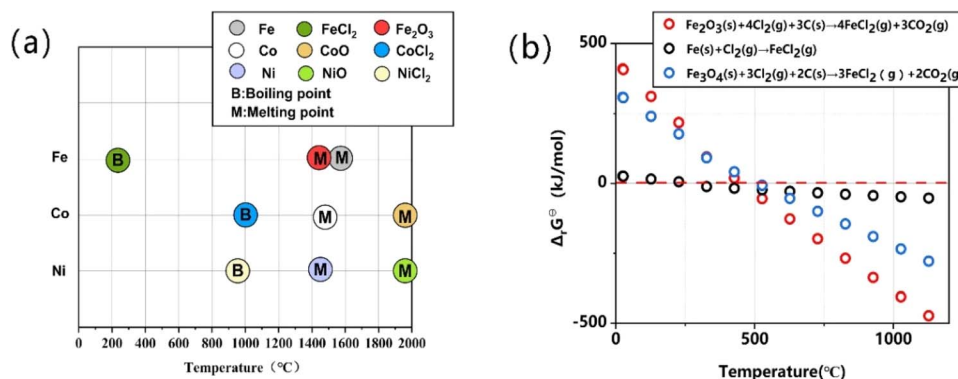 (a)
Fe FeCl₂ Fe₂O₃
Co CoO CoCl₂
Ni NiO NiCl₂
B:Boiling point
M:Melting point
Fe B M M
Co B M M
Ni B M M
0 200 400 600 800 1000 1200 1400 1600 1800 2000
Temperature（℃）
(b)
Fe₂O₃(s)+4Cl₂(g)+3C(s)→4FeCl₂(g)+3CO₂(g)
Fe(s)+Cl₂(g)→FeCl₂(g)
Fe₃O₄(s)+3Cl₂(g)+2C(s)→3FeCl₂（g）+2CO₂(g)
500
0
-500
ΔᵣG⊖ (kJ/mol)
0 500 1000
Temperature(℃)